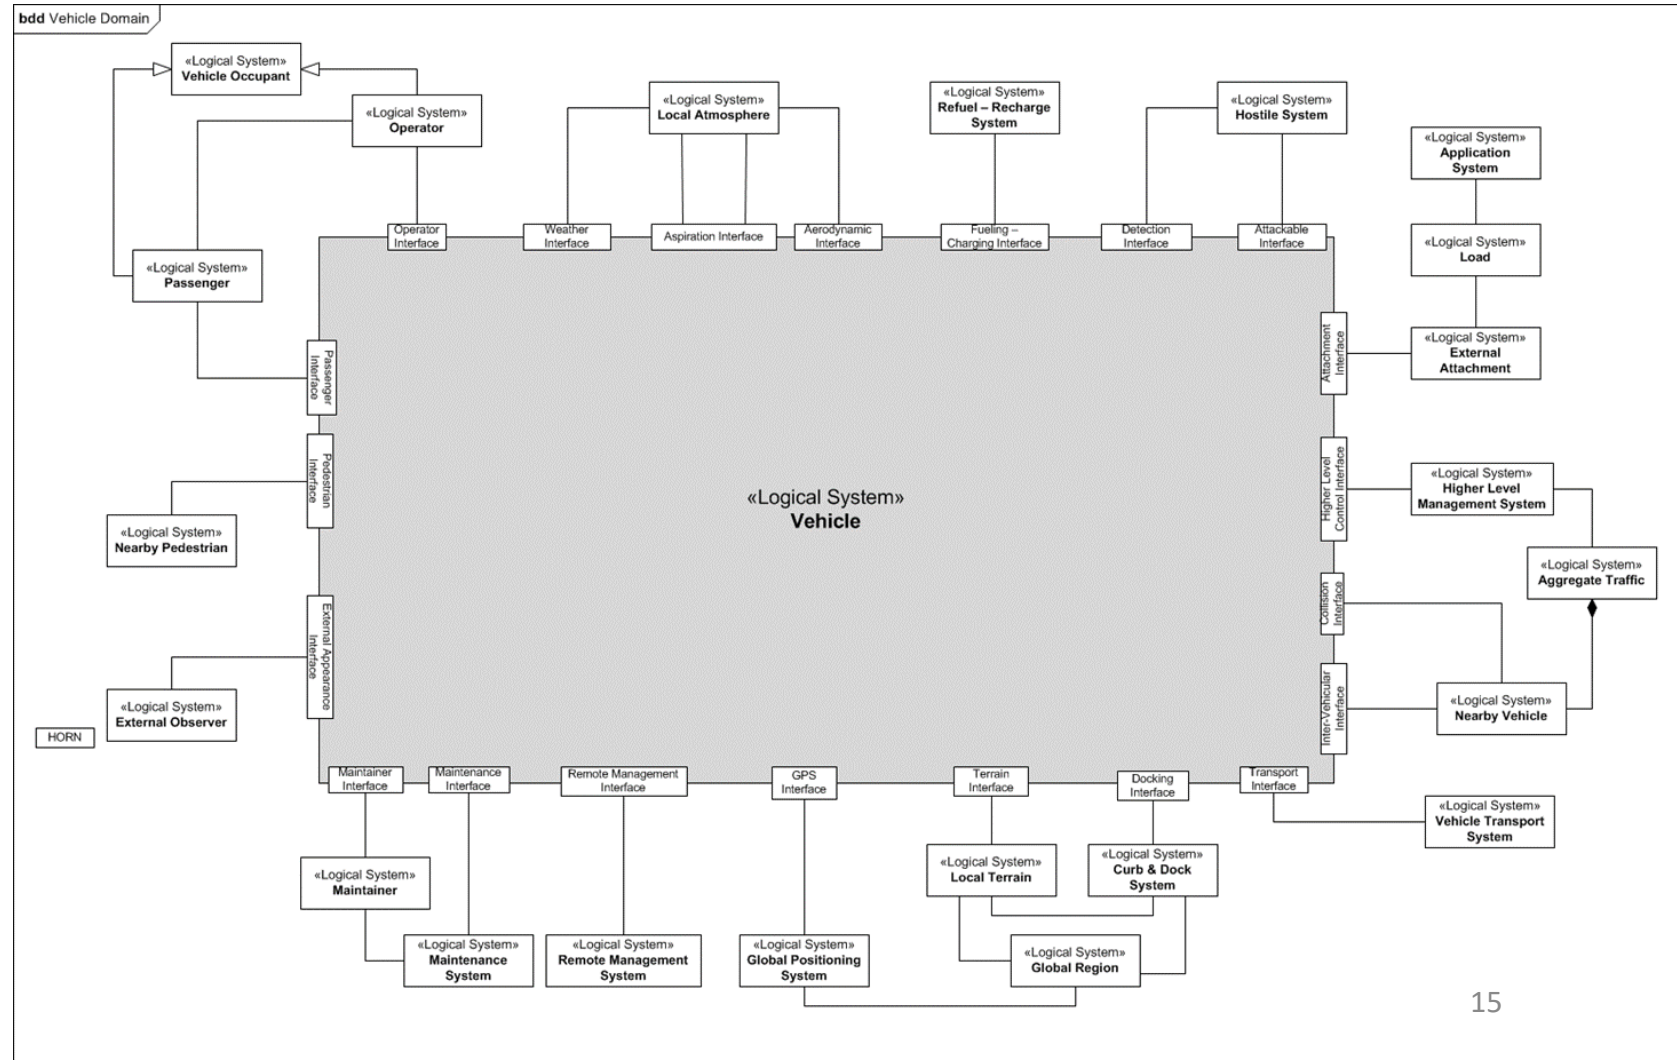 bdd Vehicle Domain
«Logical System»
Vehicle Occupant
«Logical System»
Operator
«Logical System»
Local Atmosphere
«Logical System»
Refuel – Recharge
System
«Logical System»
Hostile System
«Logical System»
Application
System
Operator
Interface
Weather
Interface
Aspiration Interface
Aerodynamic
Interface
Fueling –
Charging Interface
Detection
Interface
Attackable
Interface
«Logical System»
Load
«Logical System»
Passenger
Passenger
Interface
Attachment
Interface
«Logical System»
External
Attachment
Pedestrian
Interface
«Logical System»
Nearby Pedestrian
«Logical System»
Vehicle
Higher Level
Control Interface
«Logical System»
Higher Level
Management System
«Logical System»
Aggregate Traffic
Collision
Interface
External Appearance
Interface
«Logical System»
External Observer
HORN
Inter-Vehicular
Interface
«Logical System»
Nearby Vehicle
Maintainer
Interface
Maintenance
Interface
Remote Management
Interface
GPS
Interface
Terrain
Interface
Docking
Interface
Transport
Interface
«Logical System»
Vehicle Transport
System
«Logical System»
Maintainer
«Logical System»
Local Terrain
«Logical System»
Curb & Dock
System
«Logical System»
Maintenance
System
«Logical System»
Remote Management
System
«Logical System»
Global Positioning
System
«Logical System»
Global Region
15